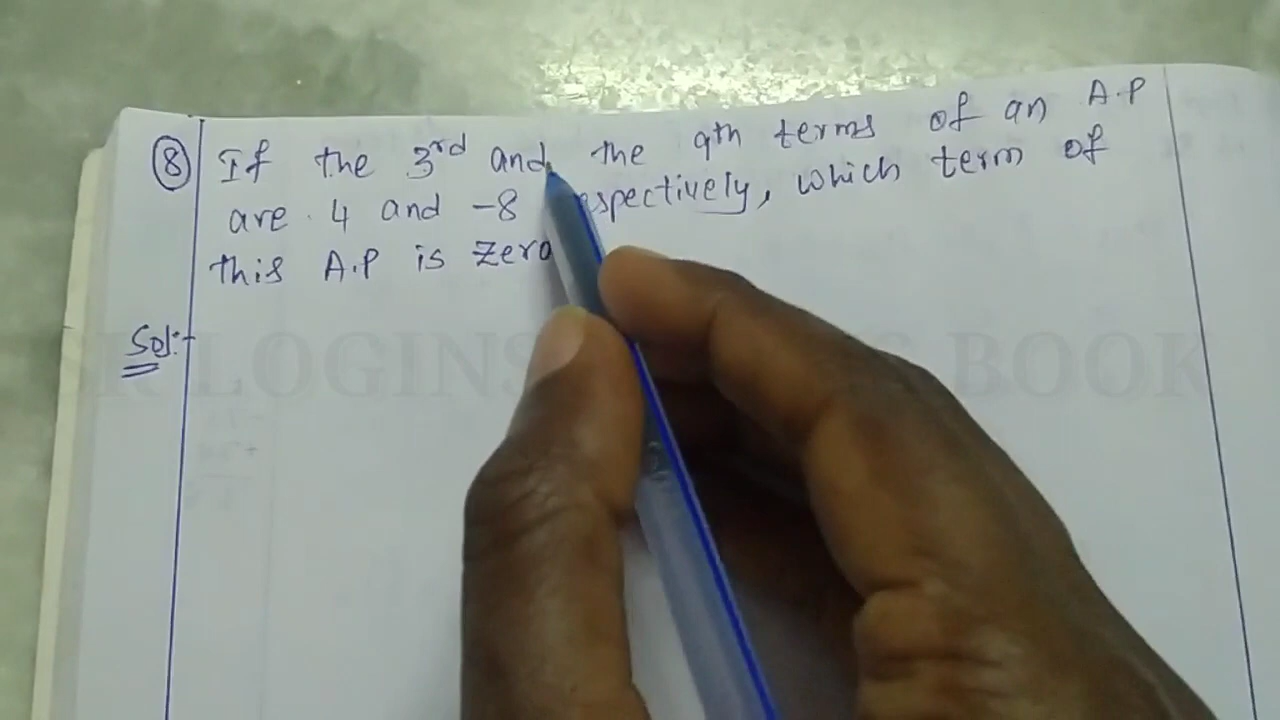 8 If the 3rd and the 9th terms of an A.P
are 4 and -8 respectively, which term of
this A.P is zero
Sol:-